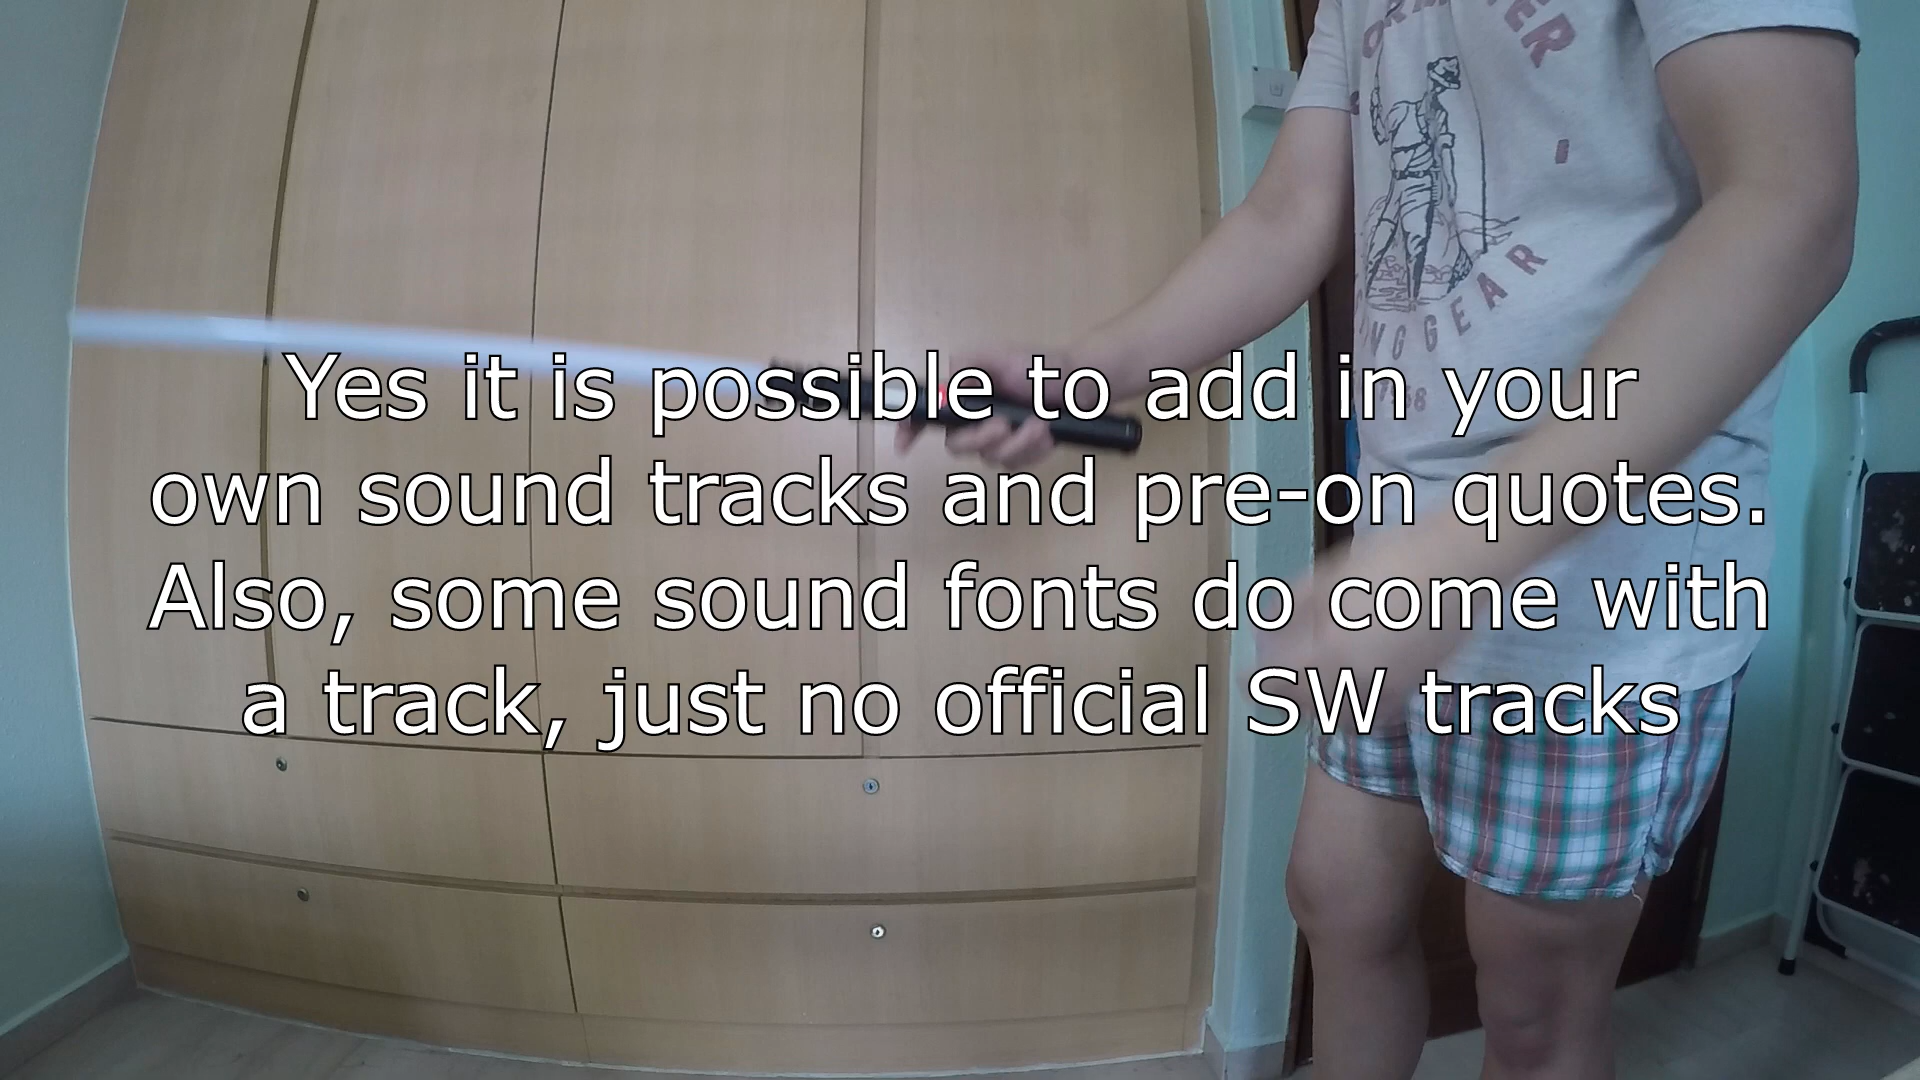 Yes it is possible to add in your
own sound tracks and pre-on quotes.
Also, some sound fonts do come with
a track, just no official SW tracks
GEAR